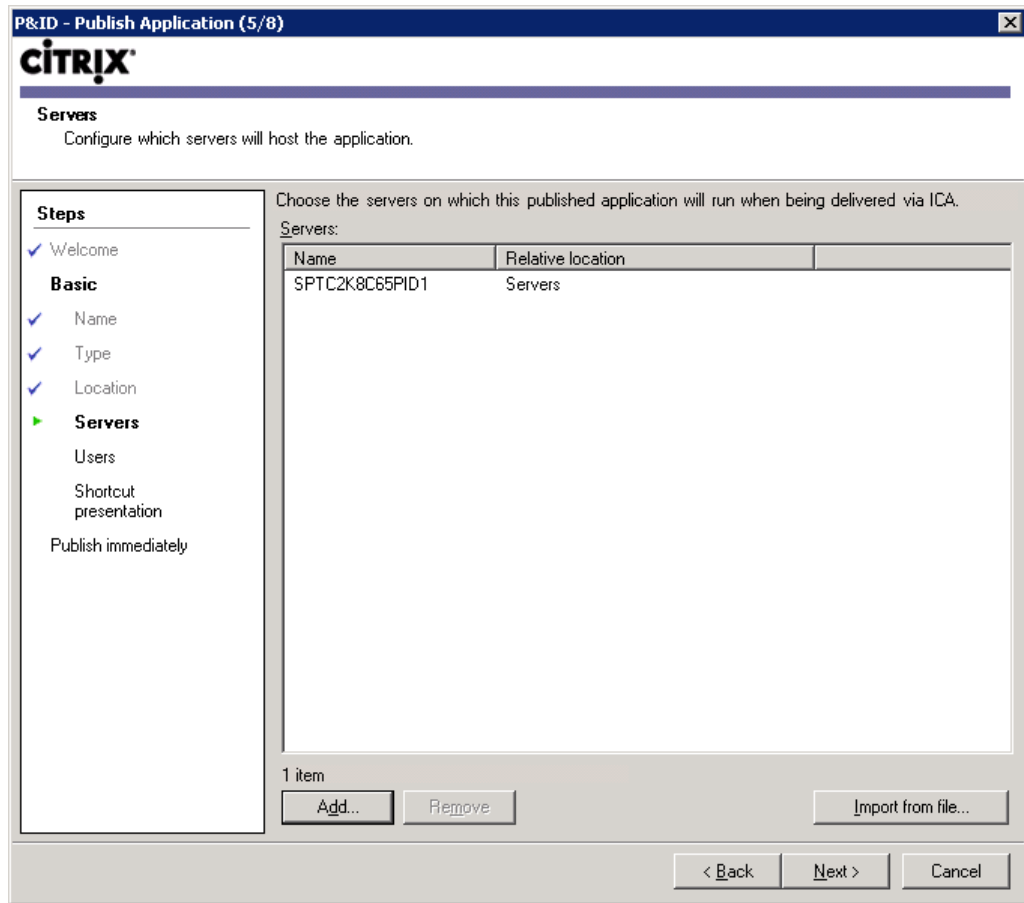 P&ID - Publish Application (5/8)
CITRIX
Servers
Configure which servers will host the application.
Steps
Welcome
Basic
Name
Type
Location
Servers
Users
Shortcut
presentation
Publish immediately
Choose the servers on which this published application will run when being delivered via ICA.
Servers:
Name Relative location
SPTC2K8C65PID1 Servers
1 item
Add... Remove Import from file...
< Back Next > Cancel